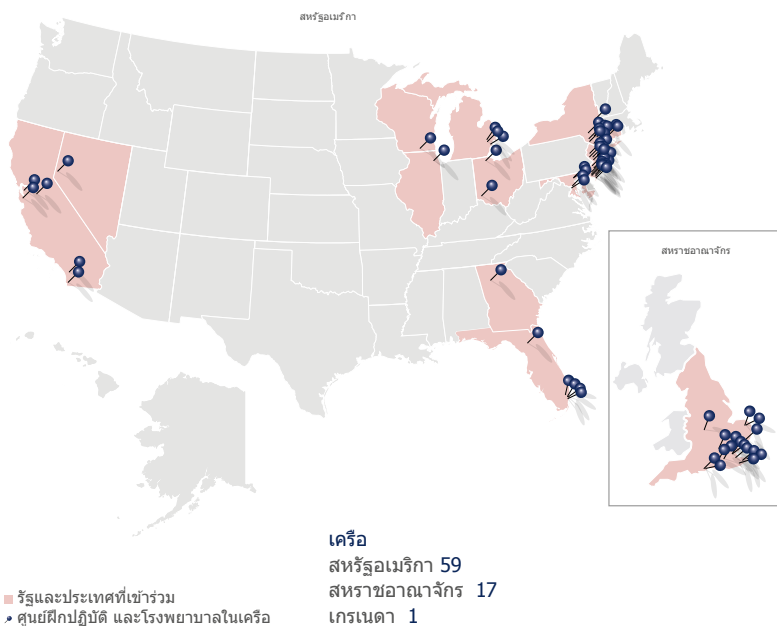 สหรัฐอเมริกา
สหราชอาณาจักร
เครือ
สหรัฐอเมริกา 59
สหราชอาณาจักร 17
เกรเนดา 1
รัฐและประเทศที่เข้าร่วม
ศูนย์ฝึกปฏิบัติ และโรงพยาบาลในเครือ